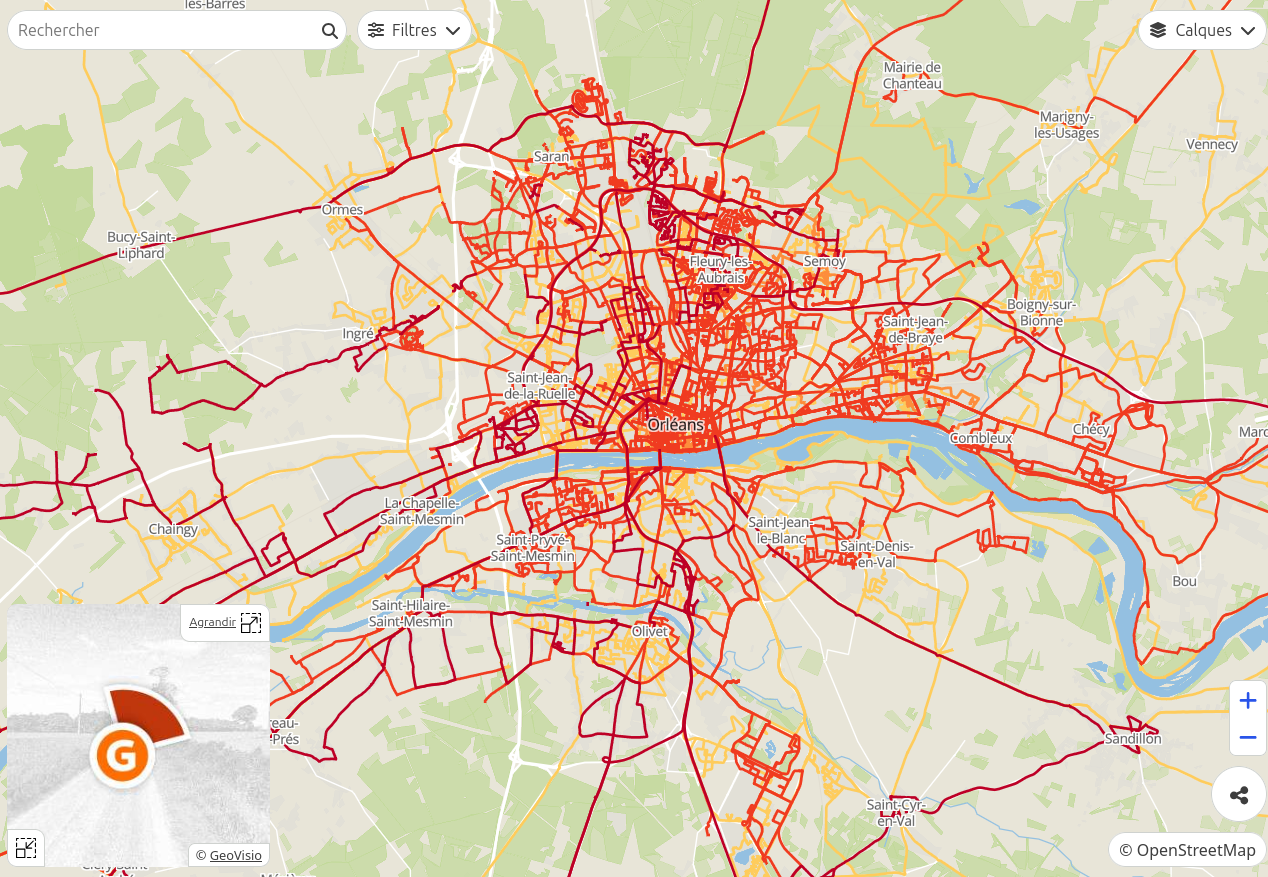 les-Barres
Rechercher
Filtres
Calques
Mairie de
Chanteau
Marigny-
les-Usages
Vennecy
Saran
Ormes
Bucy-Saint-
Liphard
Fleury-les-
Aubrais
Semoy
Boigny-sur-
Bionne
Ingré
Saint-Jean-
de-Braye
Saint-Jean-
de-la-Ruelle
Orléans
Combleux
Chécy
Mard
La Chapelle-
Saint-Mesmin
Chaingy
Saint-Jean-
le-Blanc
Saint-Pryvé-
Saint-Mesmin
Saint-Denis-
en-Val
Bou
Saint-Hilaire-
Saint-Mesmin
Olivet
Agrandir
reau-
-Prés
G
Sandillon
Saint-Cyr-
en-Val
© GeoVisio
© OpenStreetMap